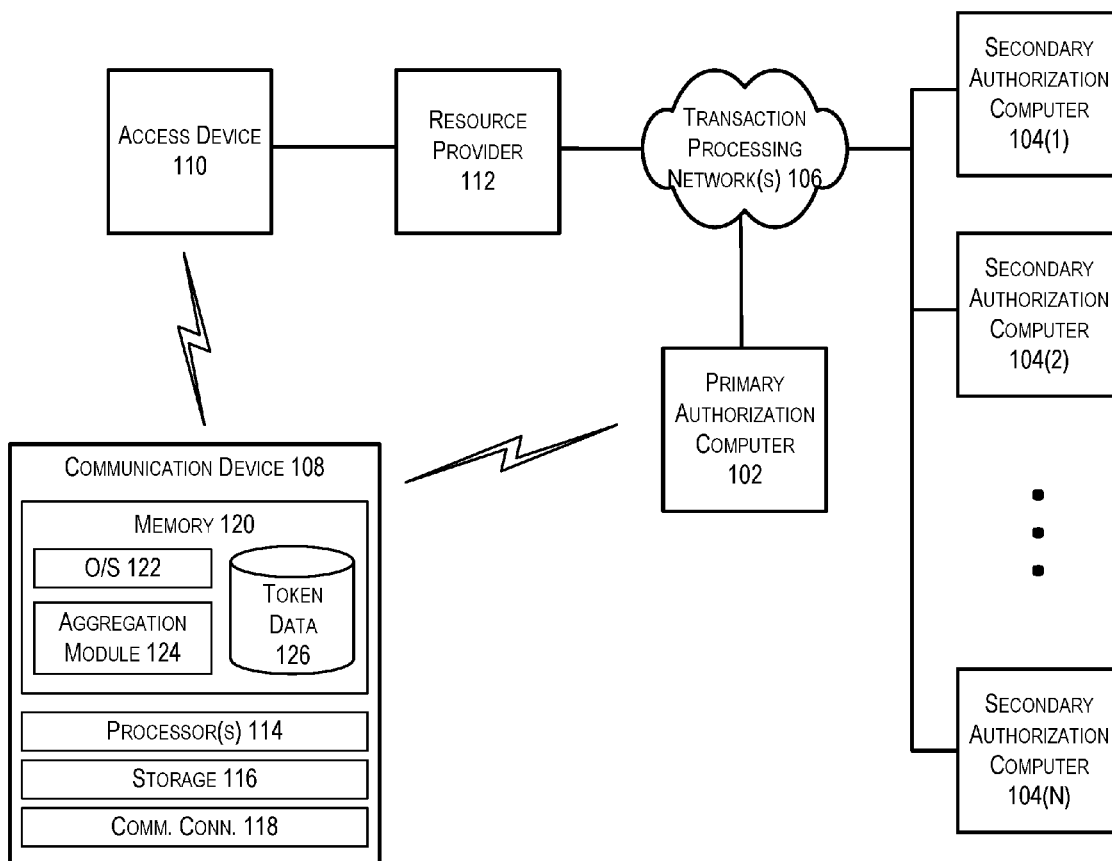 ACCESS DEVICE
110
RESOURCE
PROVIDER
112
TRANSACTION
PROCESSING
NETWORK(S) 106
SECONDARY
AUTHORIZATION
COMPUTER
104(1)
SECONDARY
AUTHORIZATION
COMPUTER
104(2)
PRIMARY
AUTHORIZATION
COMPUTER
102
COMMUNICATION DEVICE 108
MEMORY 120
O/S 122
AGGREGATION
MODULE 124
TOKEN
DATA
126
PROCESSOR(S) 114
STORAGE 116
COMM. CONN. 118
SECONDARY
AUTHORIZATION
COMPUTER
104(N)